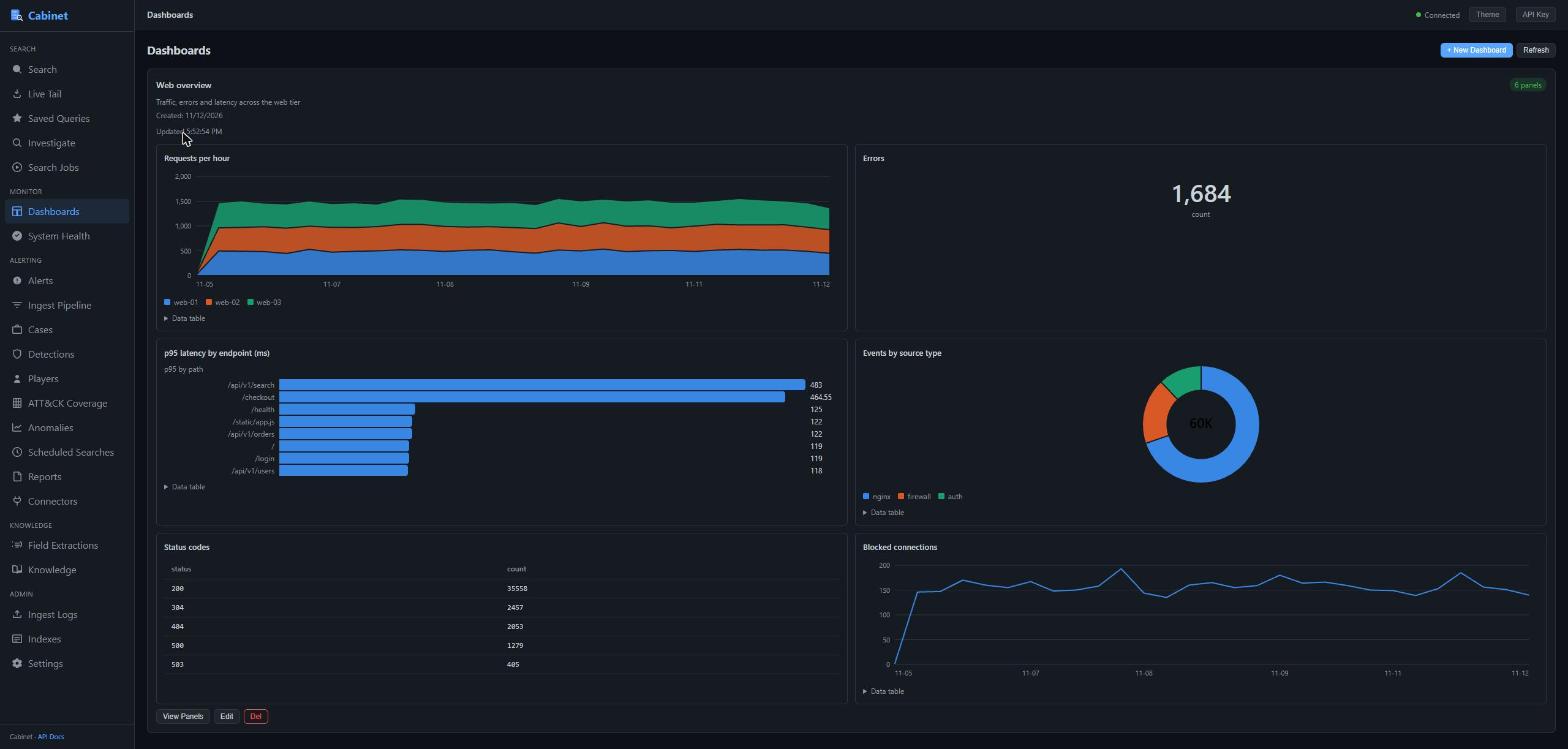 Cabinet
SEARCH
Search
Live Tail
Saved Queries
Investigate
Search Jobs
MONITOR
Dashboards
System Health
ALERTING
Alerts
Ingest Pipeline
Cases
Detections
Players
ATT&CK Coverage
Anomalies
Scheduled Searches
Reports
Connectors
KNOWLEDGE
Field Extractions
Knowledge
ADMIN
Ingest Logs
Indexes
Settings
Cabinet - API Docs
Dashboards
Connected
Theme
API Key
Dashboards
+ New Dashboard
Refresh
Web overview
6 panels
Traffic, errors and latency across the web tier
Created: 11/12/2026
Updated 5:52:54 PM
Requests per hour
2,000
1,500
1,000
500
0
11-05 11-07 11-08 11-09 11-11 11-12
web-01 web-02 web-03
Data table
Errors
1,684
count
p95 latency by endpoint (ms)
p95 by path
/api/v1/search 483
/checkout 464.55
/health 125
/static/app.js 122
/api/v1/orders 122
/ 119
/login 119
/api/v1/users 118
Data table
Events by source type
60K
nginx firewall auth
Data table
Status codes
status count
200 35558
304 2457
404 2053
500 1279
503 405
Blocked connections
200
150
100
50
0
11-05 11-07 11-08 11-09 11-11 11-12
Data table
View Panels
Edit
Del